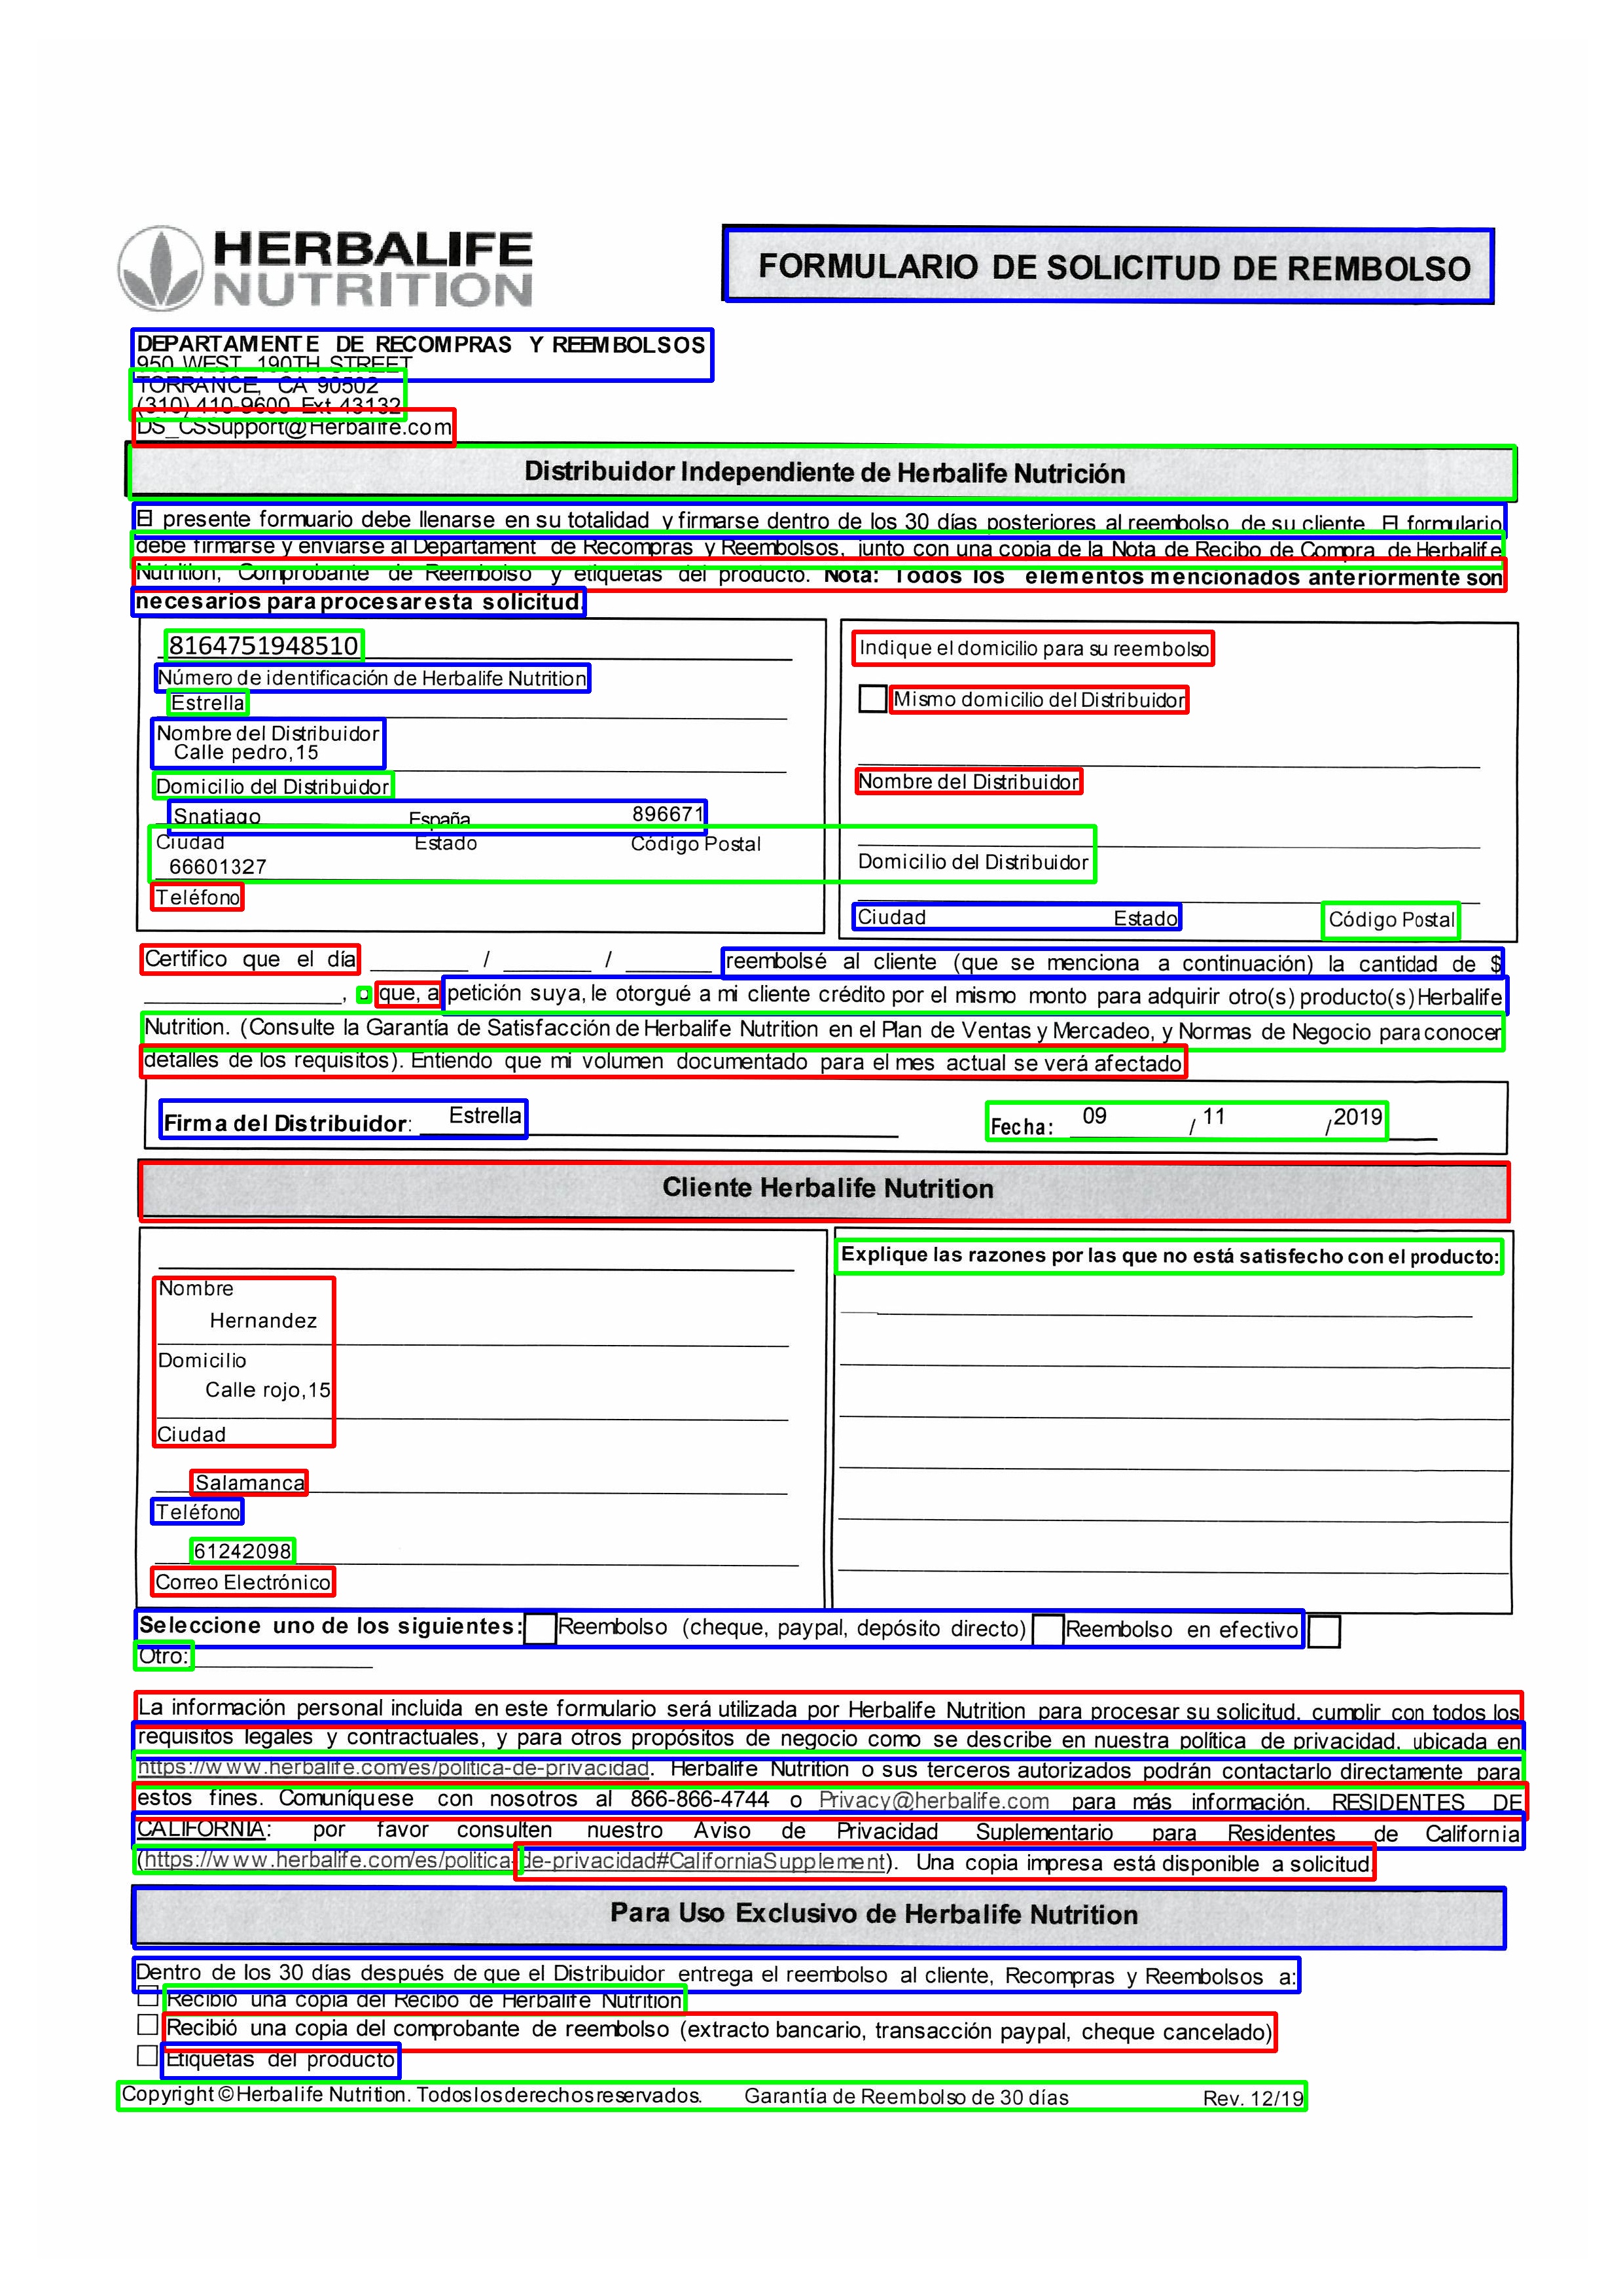 HERBALIFE
NUTRITION
FORMULARIO DE SOLICITUD DE REMBOLSO
DEPARTAMENTE DE RECOMPRAS Y REEMBOLSOS
950 WEST 190TH STREET
TORRANCE, CA 90502
(310) 410-9600 Ext 43132
DS_CSSupport@Herbalife.com
Distribuidor Independiente de Herbalife Nutrición
El presente formuario debe llenarse en su totalidad y firmarse dentro de los 30 días posteriores al reembolso de su cliente. El formulario
debe firmarse y enviarse al Departament de Recompras y Reembolsos, junto con una copia de la Nota de Recibo de Compra de Herbalife
Nutrition, Comprobante de Reembolso y etiquetas del producto. Nota: Todos los elementos mencionados anteriormente son
necesarios para procesar esta solicitud.
8164751948510
Número de identificación de Herbalife Nutrition
Estrella
Nombre del Distribuidor
Calle pedro,15
Domicilio del Distribuidor
Snatiago España 896671
Ciudad Estado Código Postal
66601327
Teléfono
Indique el domicilio para su reembolso
Mismo domicilio del Distribuidor
Nombre del Distribuidor
Domicilio del Distribuidor
Ciudad Estado Código Postal
Certifico que el día ________ / _______ / _______ reembolsé al cliente (que se menciona a continuación) la cantidad de $
________________, o que, a petición suya, le otorgué a mi cliente crédito por el mismo monto para adquirir otro(s) producto(s) Herbalife
Nutrition. (Consulte la Garantía de Satisfacción de Herbalife Nutrition en el Plan de Ventas y Mercadeo, y Normas de Negocio para conocer
detalles de los requisitos). Entiendo que mi volumen documentado para el mes actual se verá afectado
Firma del Distribuidor: Estrella Fecha: 09 / 11 /2019
Cliente Herbalife Nutrition
Nombre
Hernandez
Domicilio
Calle rojo,15
Ciudad
Salamanca
Teléfono
61242098
Correo Electrónico
Explique las razones por las que no está satisfecho con el producto:
Seleccione uno de los siguientes: Reembolso (cheque, paypal, depósito directo) Reembolso en efectivo
Otro:
La información personal incluida en este formulario será utilizada por Herbalife Nutrition para procesar su solicitud, cumplir con todos los
requisitos legales y contractuales, y para otros propósitos de negocio como se describe en nuestra política de privacidad, ubicada en
https://www.herbalife.com/es/politica-de-privacidad. Herbalife Nutrition o sus terceros autorizados podrán contactarlo directamente para
estos fines. Comuníquese con nosotros al 866-866-4744 o Privacy@herbalife.com para más información. RESIDENTES DE
CALIFORNIA: por favor consulten nuestro Aviso de Privacidad Suplementario para Residentes de California
(https://www.herbalife.com/es/politica-de-privacidad#CaliforniaSupplement). Una copia impresa está disponible a solicitud.
Para Uso Exclusivo de Herbalife Nutrition
Dentro de los 30 días después de que el Distribuidor entrega el reembolso al cliente, Recompras y Reembolsos a:
Recibió una copia del Recibo de Herbalife Nutrition
Recibió una copia del comprobante de reembolso (extracto bancario, transacción paypal, cheque cancelado)
Etiquetas del producto
Copyright © Herbalife Nutrition. Todos los derechos reservados. Garantía de Reembolso de 30 días Rev. 12/19